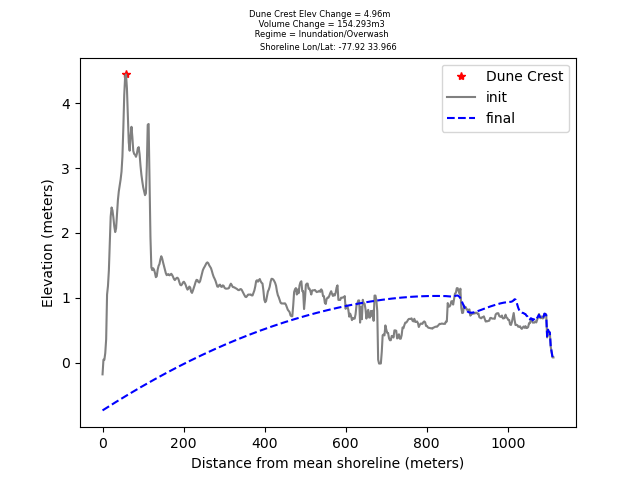 Dune Crest Elev Change = 4.96m
Volume Change = 154.293m3
Regime = Inundation/Overwash
Shoreline Lon/Lat: -77.92 33.966
Dune Crest
init
final
Elevation (meters)
4
3
2
1
0
0 200 400 600 800 1000
Distance from mean shoreline (meters)